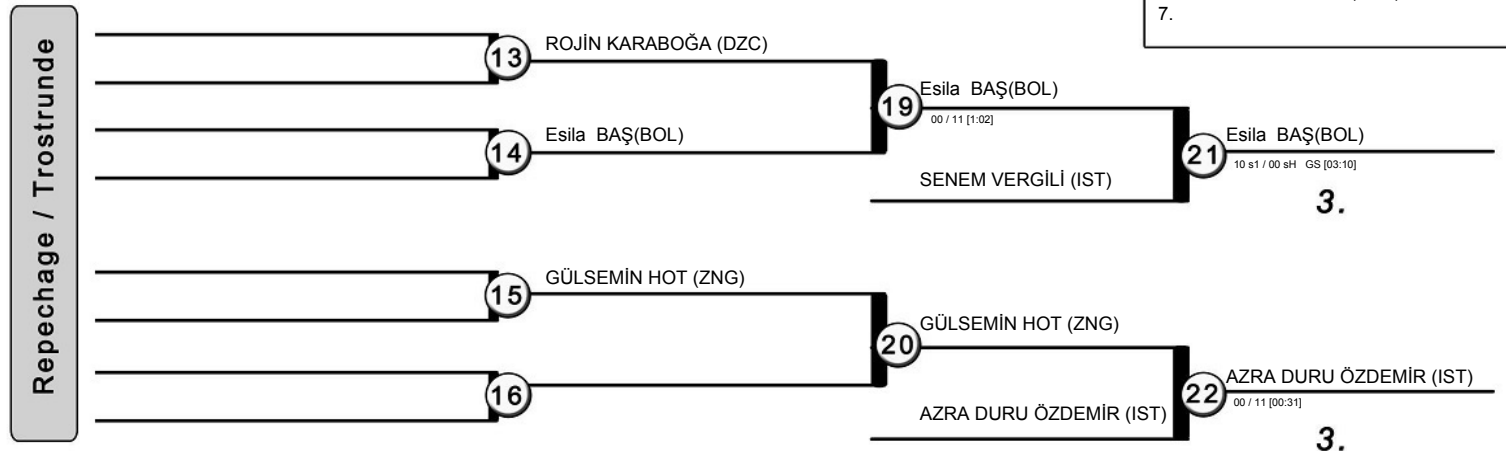 7.
Repechage / Trostrunde
13
ROJİN KARABOĞA (DZC)
14
Esila BAŞ(BOL)
19
Esila BAŞ(BOL)
00 / 11 [1:02]
SENEM VERGİLİ (IST)
21
Esila BAŞ(BOL)
10 s1 / 00 sH GS [03:10]
3.
15
GÜLSEMİN HOT (ZNG)
16
20
GÜLSEMİN HOT (ZNG)
AZRA DURU ÖZDEMİR (IST)
22
AZRA DURU ÖZDEMİR (IST)
00 / 11 [00:31]
3.